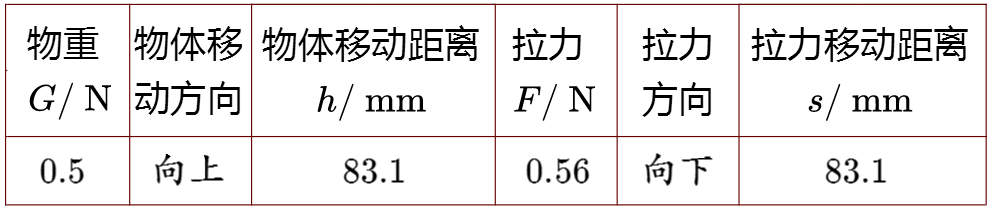 物重 物体移 物体移动距离 拉力 拉力 拉力移动距离
G/ N 动方向 h/ mm F/ N 方向 s/ mm
0.5 向上 83.1 0.56 向下 83.1